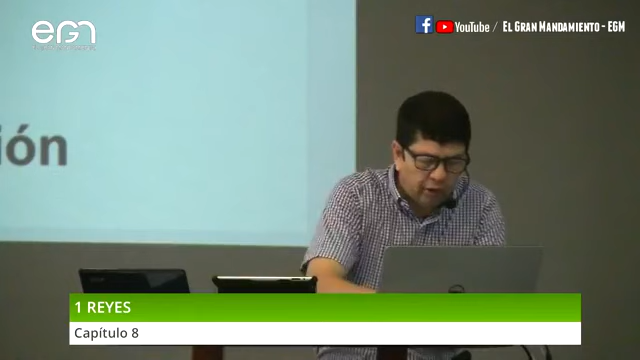 EGM
YouTube / EL GRAN MANDAMIENTO - EGM
ión
1 REYES
Capítulo 8